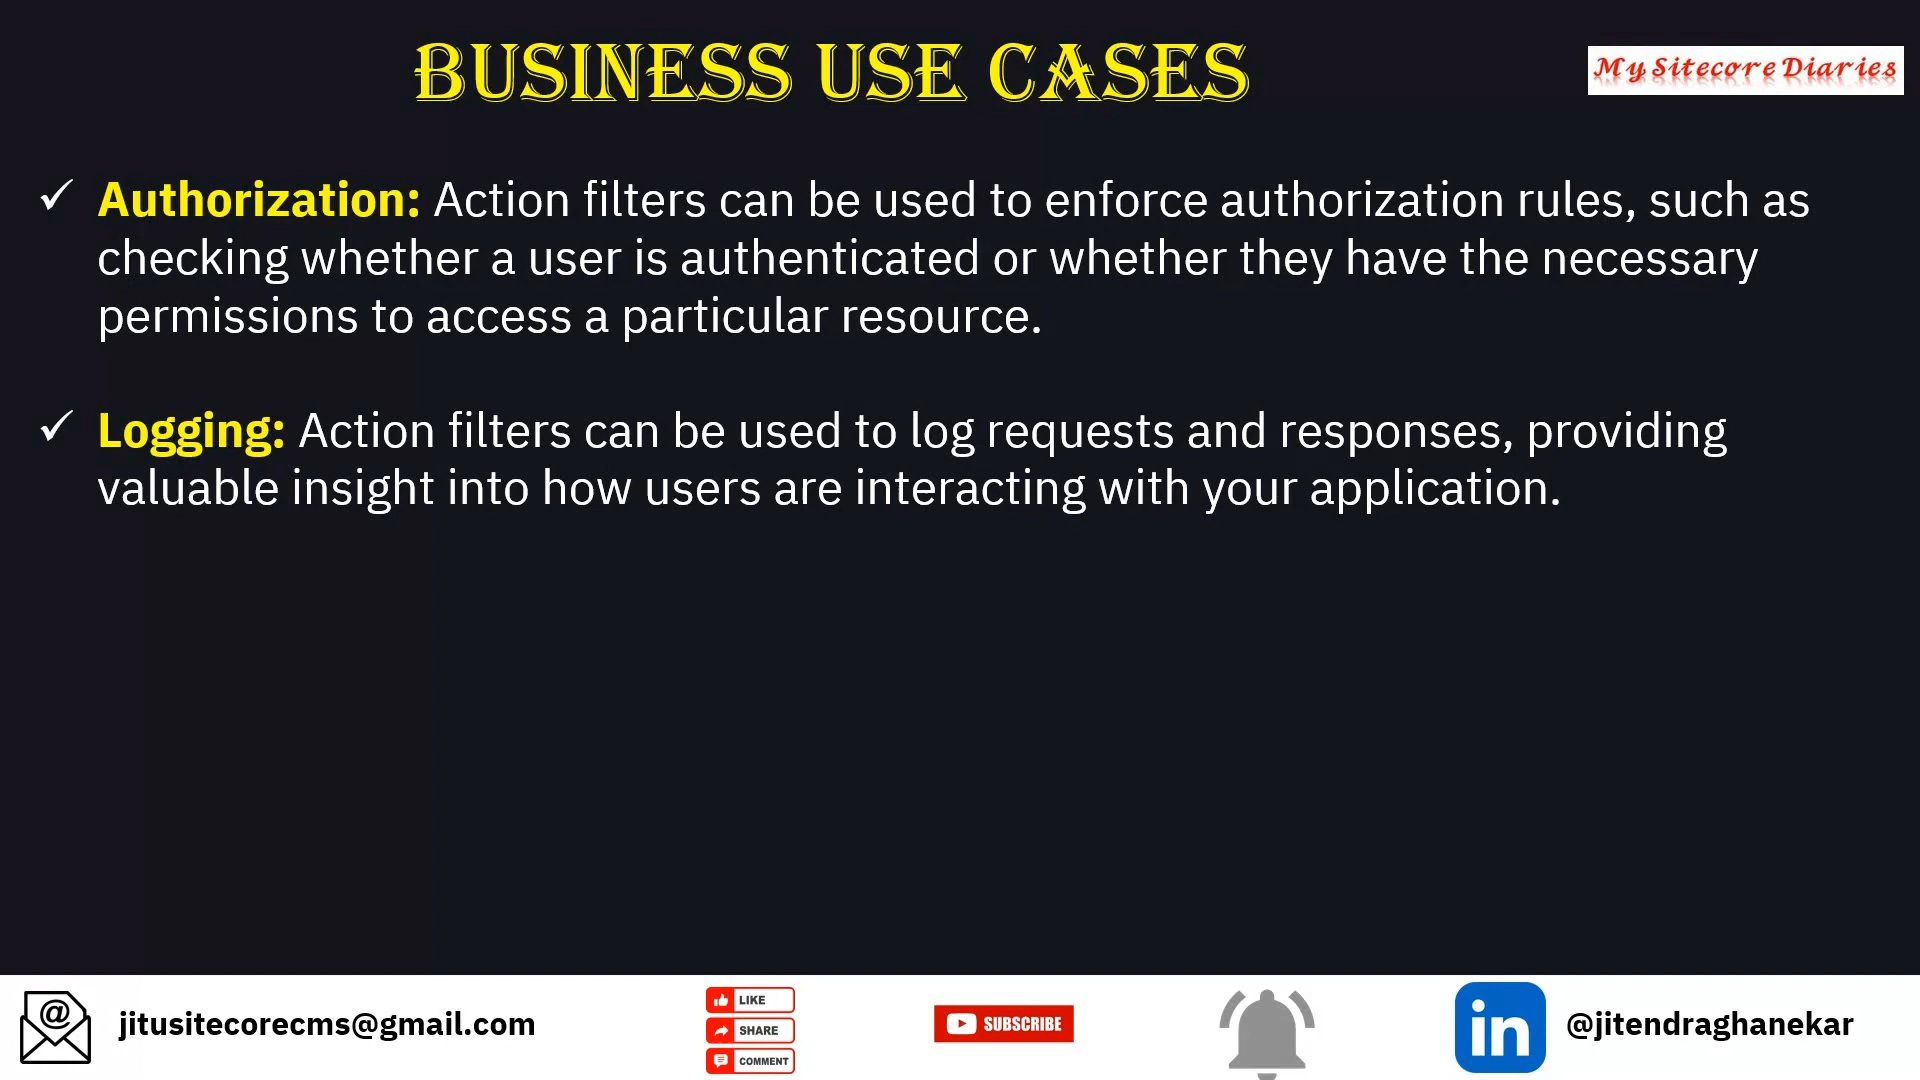 BUSINESS USE CASES
My Sitecore Diaries
✓ Authorization: Action filters can be used to enforce authorization rules, such as
checking whether a user is authenticated or whether they have the necessary
permissions to access a particular resource.
✓ Logging: Action filters can be used to log requests and responses, providing
valuable insight into how users are interacting with your application.
jitusitecorecms@gmail.com
LIKE
SHARE
COMMENT
SUBSCRIBE
in
@jitendraghanekar